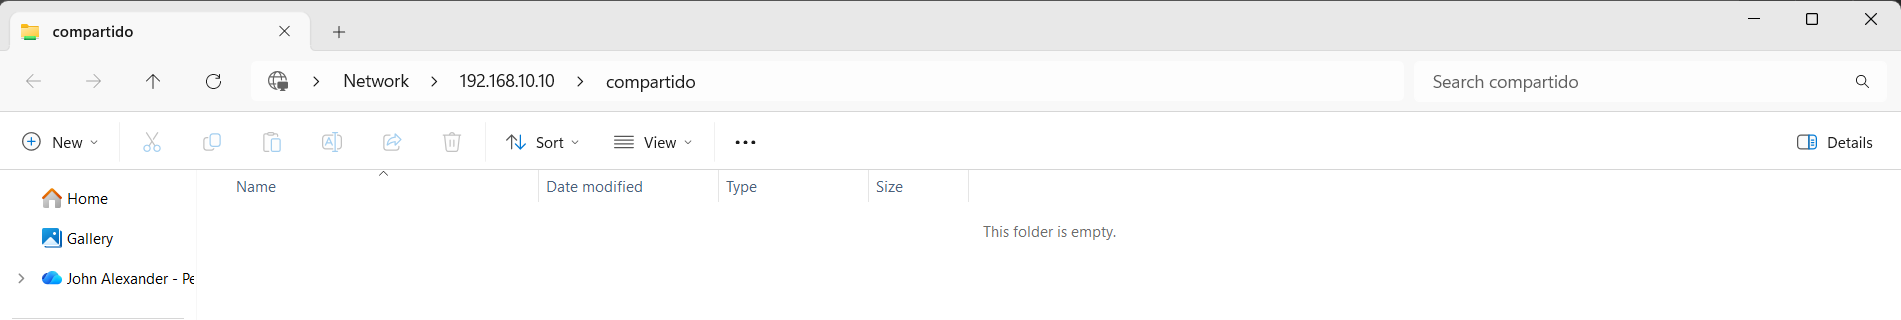 compartido
Network > 192.168.10.10 > compartido
Search compartido
New
Sort
View
Details
Name
Date modified
Type
Size
Home
Gallery
John Alexander - Pe
This folder is empty.